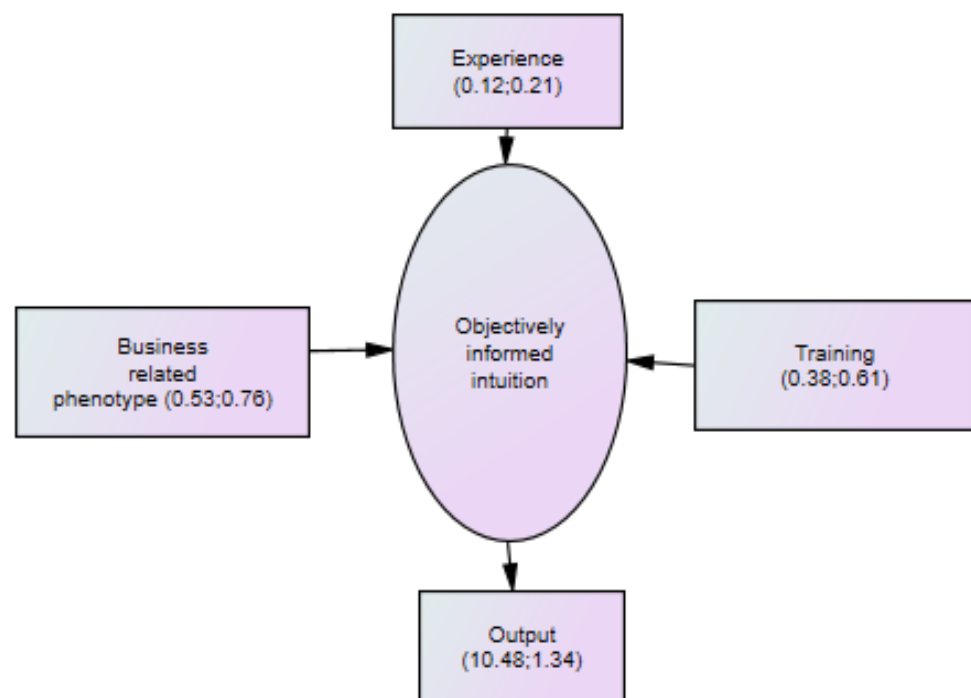 Experience
(0.12;0.21)
Business
related
phenotype (0.53;0.76)
Objectively
informed
intuition
Training
(0.38;0.61)
Output
(10.48;1.34)